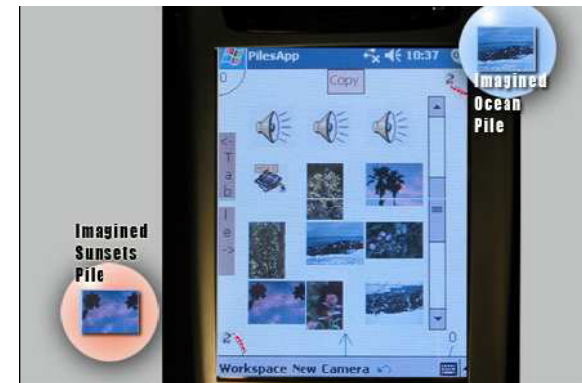 PilesApp 10:37
0
Copy
2
Imagined
Ocean
Pile
<-
T
a
b
l
e
->
Imagined
Sunsets
Pile
2
0
Workspace New Camera